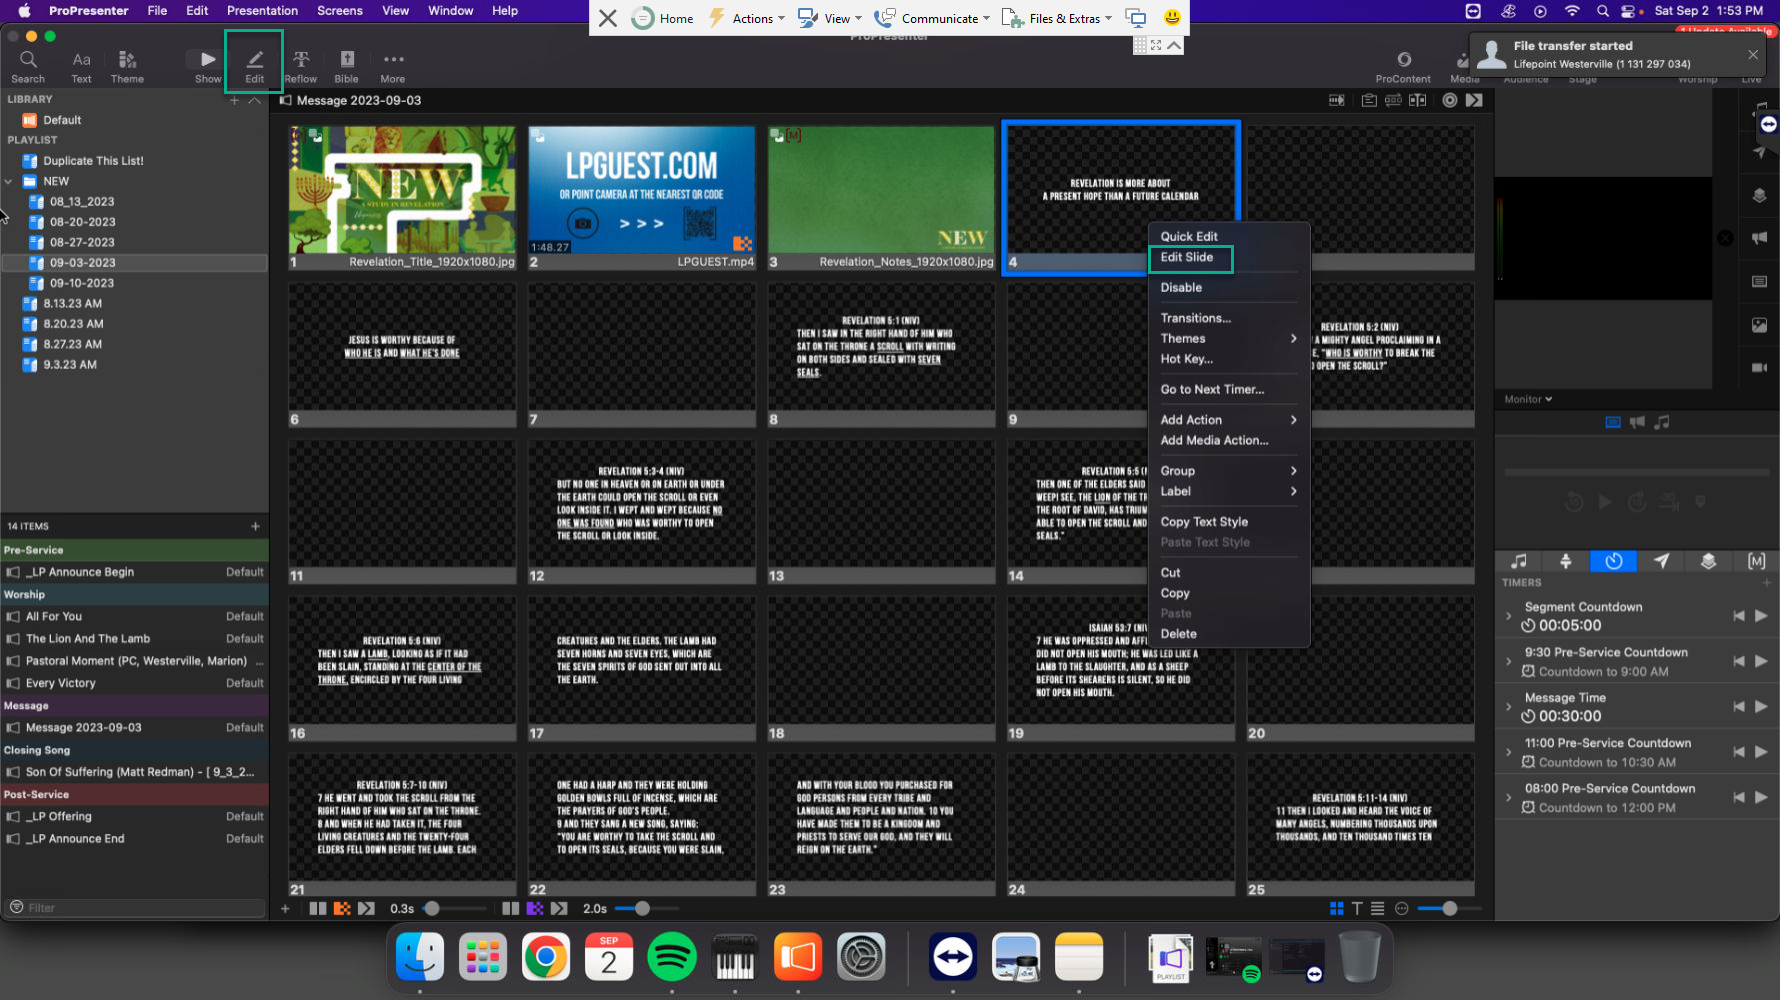 ProPresenter File Edit Presentation Screens View Window Help
Home Actions View Communicate Files & Extras
Sat Sep 2 1:53 PM
ProPresenter
File transfer started
Lifepoint Westerville (1 131 297 034)
Search Text Theme Show Edit Reflow Bible More
ProContent Media Audience Stage Worship Live
LIBRARY
Default
PLAYLIST
Duplicate This List!
NEW
08_13_2023
08-20-2023
08-27-2023
09-03-2023
09-10-2023
8.13.23 AM
8.20.23 AM
8.27.23 AM
9.3.23 AM
14 ITEMS
Pre-Service
_LP Announce Begin Default
Worship
All For You Default
The Lion And The Lamb Default
Pastoral Moment (PC, Westerville, Marion) ...
Every Victory Default
Message
Message 2023-09-03 Default
Closing Song
Son Of Suffering (Matt Redman) - [ 9_3_2...
Post-Service
_LP Offering Default
_LP Announce End Default
Filter
Message 2023-09-03
NEW
A STUDY IN REVELATION
1 Revelation_Title_1920x1080.jpg
LPGUEST.COM
OR POINT CAMERA AT THE NEAREST QR CODE
> > >
1:48.27
2 LPGUEST.mp4
[M]
NEW
3 Revelation_Notes_1920x1080.jpg
REVELATION IS MORE ABOUT
A PRESENT HOPE THAN A FUTURE CALENDAR
4
JESUS IS WORTHY BECAUSE OF
WHO HE IS AND WHAT HE'S DONE
6
7
REVELATION 5:1 (NIV)
THEN I SAW IN THE RIGHT HAND OF HIM WHO
SAT ON THE THRONE A SCROLL WITH WRITING
ON BOTH SIDES AND SEALED WITH SEVEN
SEALS.
8
9
REVELATION 5:2 (NIV)
A MIGHTY ANGEL PROCLAIMING IN A
E, "WHO IS WORTHY TO BREAK THE
OPEN THE SCROLL?"
11
REVELATION 5:3-4 (NIV)
BUT NO ONE IN HEAVEN OR ON EARTH OR UNDER
THE EARTH COULD OPEN THE SCROLL OR EVEN
LOOK INSIDE IT. I WEPT AND WEPT BECAUSE NO
ONE WAS FOUND WHO WAS WORTHY TO OPEN
THE SCROLL OR LOOK INSIDE.
12
13
REVELATION 5:5 (
THEN ONE OF THE ELDERS SAID
WEEP! SEE, THE LION OF THE TR
THE ROOT OF DAVID, HAS TRIUM
ABLE TO OPEN THE SCROLL AND
SEALS."
14
REVELATION 5:6 (NIV)
THEN I SAW A LAMB, LOOKING AS IF IT HAD
BEEN SLAIN, STANDING AT THE CENTER OF THE
THRONE, ENCIRCLED BY THE FOUR LIVING
16
CREATURES AND THE ELDERS. THE LAMB HAD
SEVEN HORNS AND SEVEN EYES, WHICH ARE
THE SEVEN SPIRITS OF GOD SENT OUT INTO ALL
THE EARTH.
17
18
ISAIAH 53:7 (NIV
7 HE WAS OPPRESSED AND AFFL
DID NOT OPEN HIS MOUTH; HE WAS LED LIKE A
LAMB TO THE SLAUGHTER, AND AS A SHEEP
BEFORE ITS SHEARERS IS SILENT, SO HE DID
NOT OPEN HIS MOUTH.
19
20
REVELATION 5:7-10 (NIV)
7 HE WENT AND TOOK THE SCROLL FROM THE
RIGHT HAND OF HIM WHO SAT ON THE THRONE.
8 AND WHEN HE HAD TAKEN IT, THE FOUR
LIVING CREATURES AND THE TWENTY-FOUR
ELDERS FELL DOWN BEFORE THE LAMB. EACH
21
ONE HAD A HARP AND THEY WERE HOLDING
GOLDEN BOWLS FULL OF INCENSE, WHICH ARE
THE PRAYERS OF GOD'S PEOPLE.
9 AND THEY SANG A NEW SONG, SAYING:
"YOU ARE WORTHY TO TAKE THE SCROLL AND
TO OPEN ITS SEALS, BECAUSE YOU WERE SLAIN,
22
AND WITH YOUR BLOOD YOU PURCHASED FOR
GOD PERSONS FROM EVERY TRIBE AND
LANGUAGE AND PEOPLE AND NATION. 10 YOU
HAVE MADE THEM TO BE A KINGDOM AND
PRIESTS TO SERVE OUR GOD, AND THEY WILL
REIGN ON THE EARTH."
23
24
REVELATION 5:11-14 (NIV)
11 THEN I LOOKED AND HEARD THE VOICE OF
MANY ANGELS, NUMBERING THOUSANDS UPON
THOUSANDS, AND TEN THOUSAND TIMES TEN
25
0.3s 2.0s
Quick Edit
Edit Slide
Disable
Transitions...
Themes
Hot Key...
Go to Next Timer...
Add Action
Add Media Action...
Group
Label
Copy Text Style
Paste Text Style
Cut
Copy
Paste
Delete
Monitor
[M]
TIMERS
Segment Countdown
00:05:00
9:30 Pre-Service Countdown
Countdown to 9:00 AM
Message Time
00:30:00
11:00 Pre-Service Countdown
Countdown to 10:30 AM
08:00 Pre-Service Countdown
Countdown to 12:00 PM
SEP
2
PLAYLIST